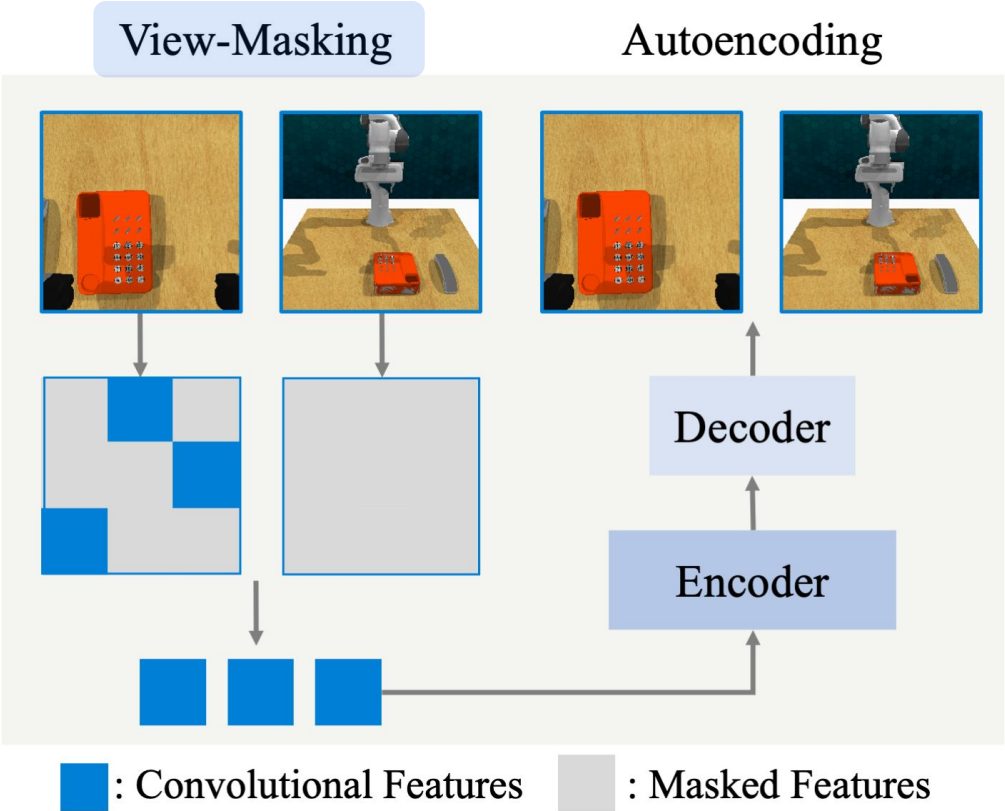 View-Masking
Autoencoding
Decoder
Encoder
: Convolutional Features
: Masked Features